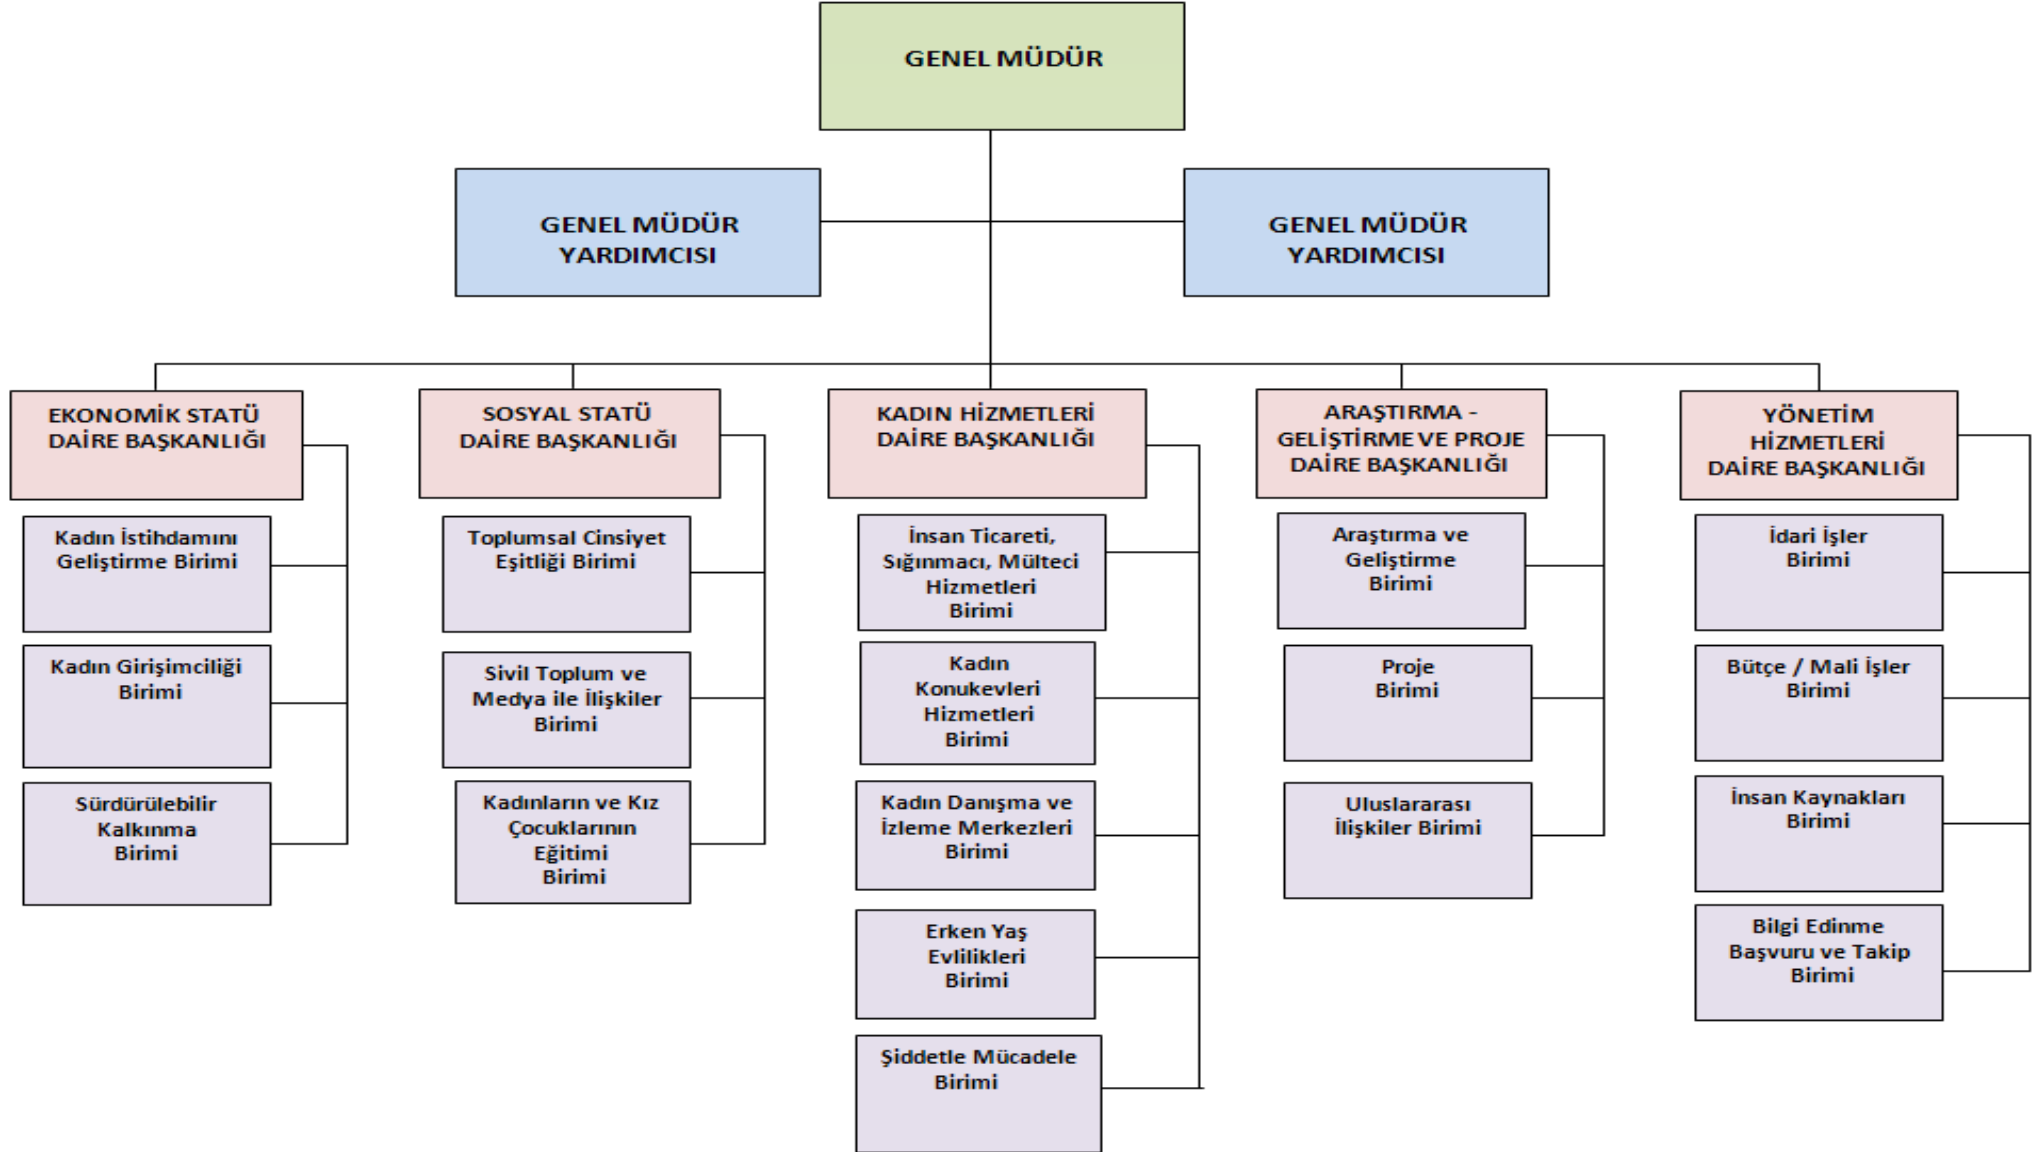 GENEL MÜDÜR
GENEL MÜDÜR
YARDIMCISI
GENEL MÜDÜR
YARDIMCISI
EKONOMİK STATÜ
DAİRE BAŞKANLIĞI
Kadın İstihdamını
Geliştirme Birimi
Kadın Girişimciliği
Birimi
Sürdürülebilir
Kalkınma
Birimi
SOSYAL STATÜ
DAİRE BAŞKANLIĞI
Toplumsal Cinsiyet
Eşitliği Birimi
Sivil Toplum ve
Medya ile İlişkiler
Birimi
Kadınların ve Kız
Çocuklarının
Eğitimi
Birimi
KADIN HİZMETLERİ
DAİRE BAŞKANLIĞI
İnsan Ticareti,
Sığınmacı, Mülteci
Hizmetleri
Birimi
Kadın
Konukevleri
Hizmetleri
Birimi
Kadın Danışma ve
İzleme Merkezleri
Birimi
Erken Yaş
Evlilikleri
Birimi
Şiddetle Mücadele
Birimi
ARAŞTIRMA -
GELİŞTİRME VE PROJE
DAİRE BAŞKANLIĞI
Araştırma ve
Geliştirme
Birimi
Proje
Birimi
Uluslararası
İlişkiler Birimi
YÖNETİM
HİZMETLERİ
DAİRE BAŞKANLIĞI
İdari İşler
Birimi
Bütçe / Mali İşler
Birimi
İnsan Kaynakları
Birimi
Bilgi Edinme
Başvuru ve Takip
Birimi